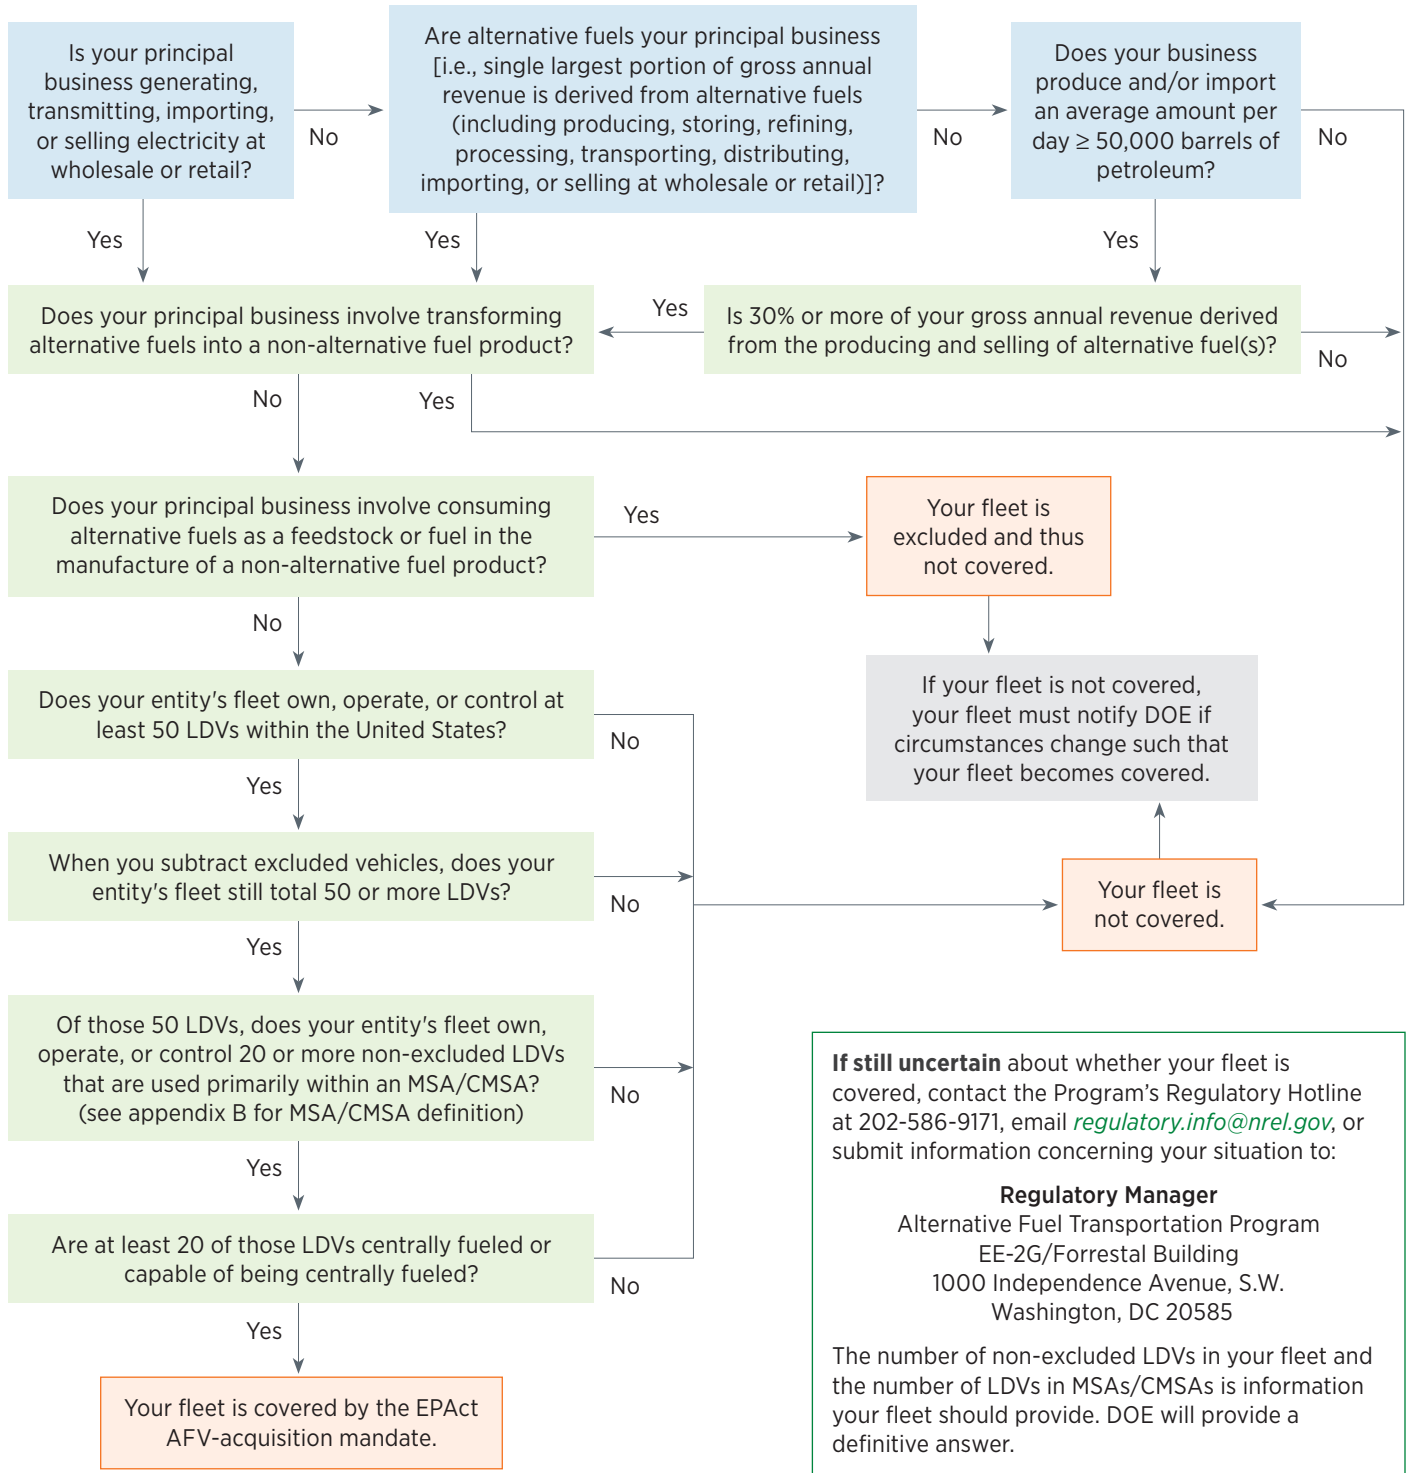 Is your principal
business generating,
transmitting, importing,
or selling electricity at
wholesale or retail?
No
Are alternative fuels your principal business
[i.e., single largest portion of gross annual
revenue is derived from alternative fuels
(including producing, storing, refining,
processing, transporting, distributing,
importing, or selling at wholesale or retail)]?
No
Does your business
produce and/or import
an average amount per
day ≥ 50,000 barrels of
petroleum?
No
Yes
Yes
Yes
Does your principal business involve transforming
alternative fuels into a non-alternative fuel product?
Yes
Is 30% or more of your gross annual revenue derived
from the producing and selling of alternative fuel(s)?
No
No
Yes
Does your principal business involve consuming
alternative fuels as a feedstock or fuel in the
manufacture of a non-alternative fuel product?
Yes
Your fleet is
excluded and thus
not covered.
No
Does your entity's fleet own, operate, or control at
least 50 LDVs within the United States?
No
If your fleet is not covered,
your fleet must notify DOE if
circumstances change such that
your fleet becomes covered.
Yes
When you subtract excluded vehicles, does your
entity's fleet still total 50 or more LDVs?
No
Your fleet is
not covered.
Yes
Of those 50 LDVs, does your entity's fleet own,
operate, or control 20 or more non-excluded LDVs
that are used primarily within an MSA/CMSA?
(see appendix B for MSA/CMSA definition)
No
Yes
Are at least 20 of those LDVs centrally fueled or
capable of being centrally fueled?
No
Yes
Your fleet is covered by the EPAct
AFV-acquisition mandate.
If still uncertain about whether your fleet is
covered, contact the Program’s Regulatory Hotline
at 202-586-9171, email regulatory.info@nrel.gov, or
submit information concerning your situation to:
Regulatory Manager
Alternative Fuel Transportation Program
EE-2G/Forrestal Building
1000 Independence Avenue, S.W.
Washington, DC 20585
The number of non-excluded LDVs in your fleet and
the number of LDVs in MSAs/CMSAs is information
your fleet should provide. DOE will provide a
definitive answer.